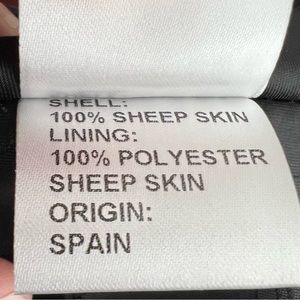 SHELL:
100% SHEEP SKIN
LINING:
100% POLYESTER
SHEEP SKIN
ORIGIN:
SPAIN